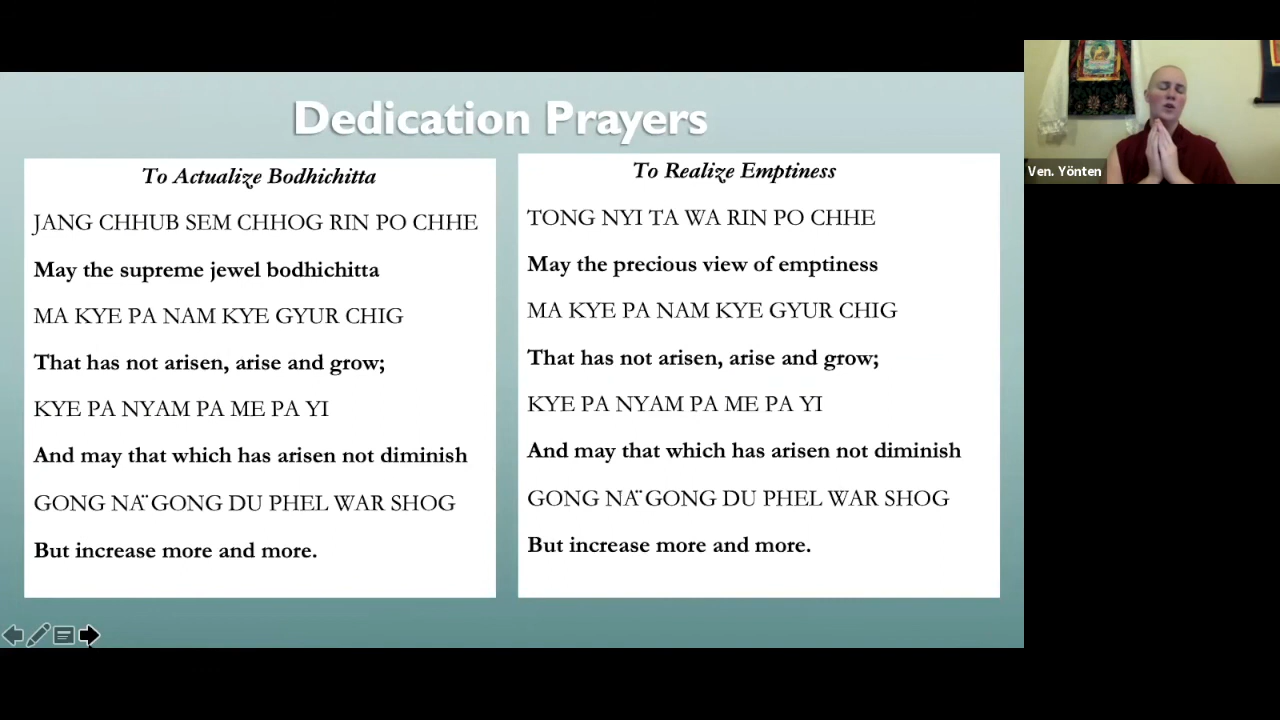 Dedication Prayers
To Actualize Bodhichitta
JANG CHHUB SEM CHHOG RIN PO CHHE
May the supreme jewel bodhichitta
MA KYE PA NAM KYE GYUR CHIG
That has not arisen, arise and grow;
KYE PA NYAM PA ME PA YI
And may that which has arisen not diminish
GONG NA¨ GONG DU PHEL WAR SHOG
But increase more and more.
To Realize Emptiness
TONG NYI TA WA RIN PO CHHE
May the precious view of emptiness
MA KYE PA NAM KYE GYUR CHIG
That has not arisen, arise and grow;
KYE PA NYAM PA ME PA YI
And may that which has arisen not diminish
GONG NA¨ GONG DU PHEL WAR SHOG
But increase more and more.
Ven. Yönten